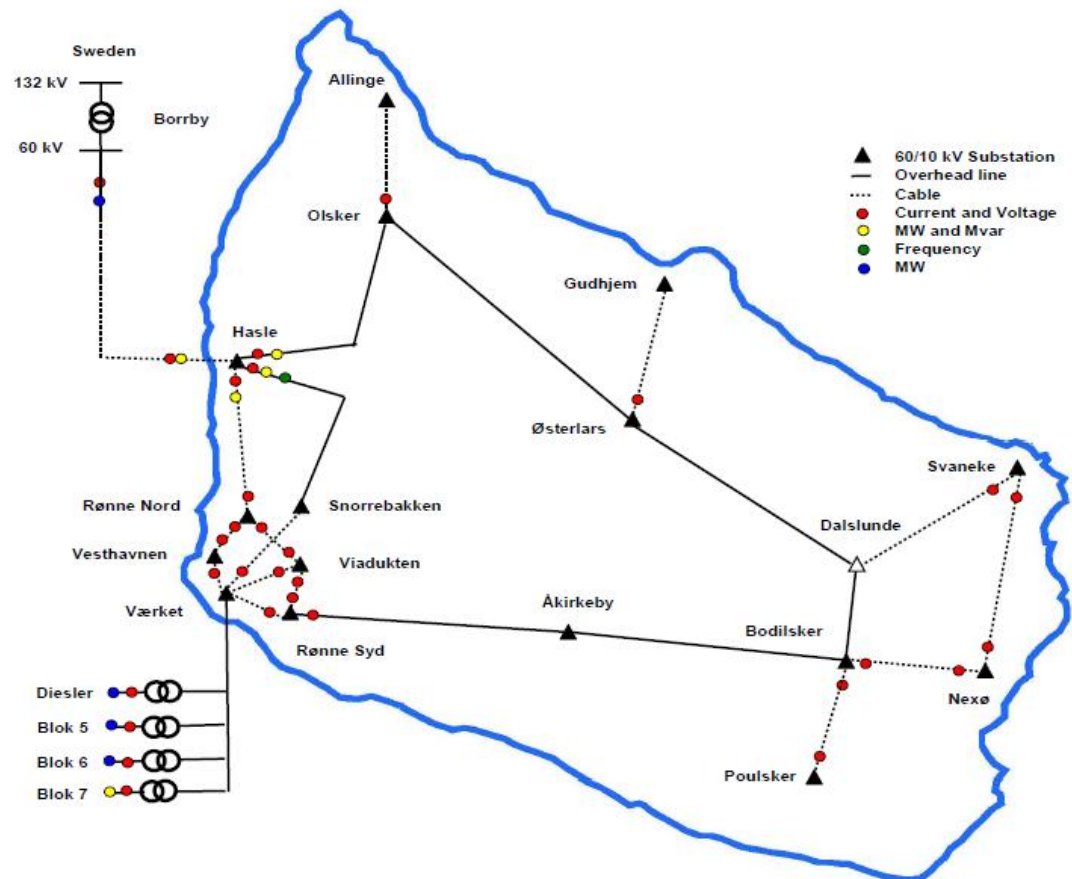 Sweden
132 kV
Borrby
60 kV
Allinge
60/10 kV Substation
Overhead line
Cable
Current and Voltage
MW and Mvar
Frequency
MW
Olsker
Gudhjem
Hasle
Østerlars
Svaneke
Rønne Nord
Snorrebakken
Dalslunde
Vesthavnen
Viadukten
Værket
Åkirkeby
Bodilsker
Rønne Syd
Nexø
Diesler
Blok 5
Blok 6
Blok 7
Poulsker